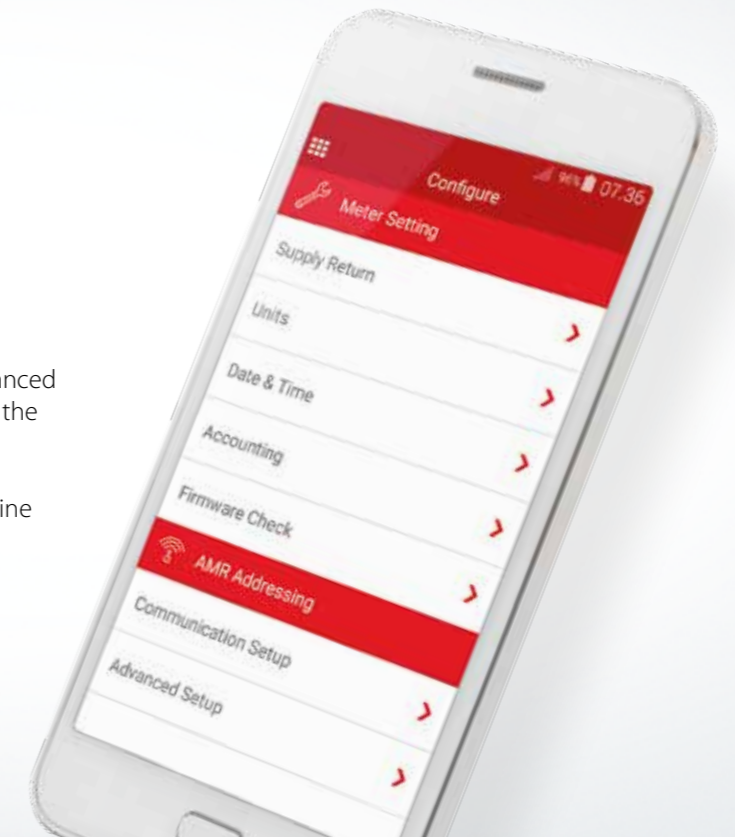 anced
the
ine
96% 07.35
Configure
Meter Setting
Supply Return
Units
Date & Time
Accounting
Firmware Check
AMR Addressing
Communication Setup
Advanced Setup